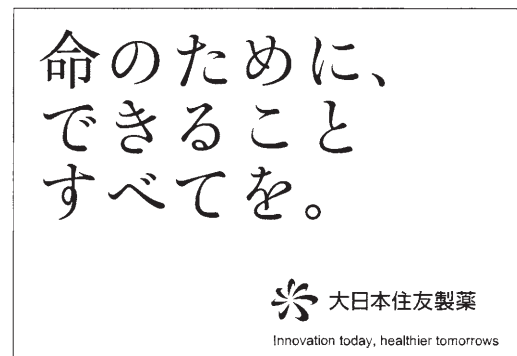 命のために、
できること
すべてを。
大日本住友製薬
Innovation today, healthier tomorrows